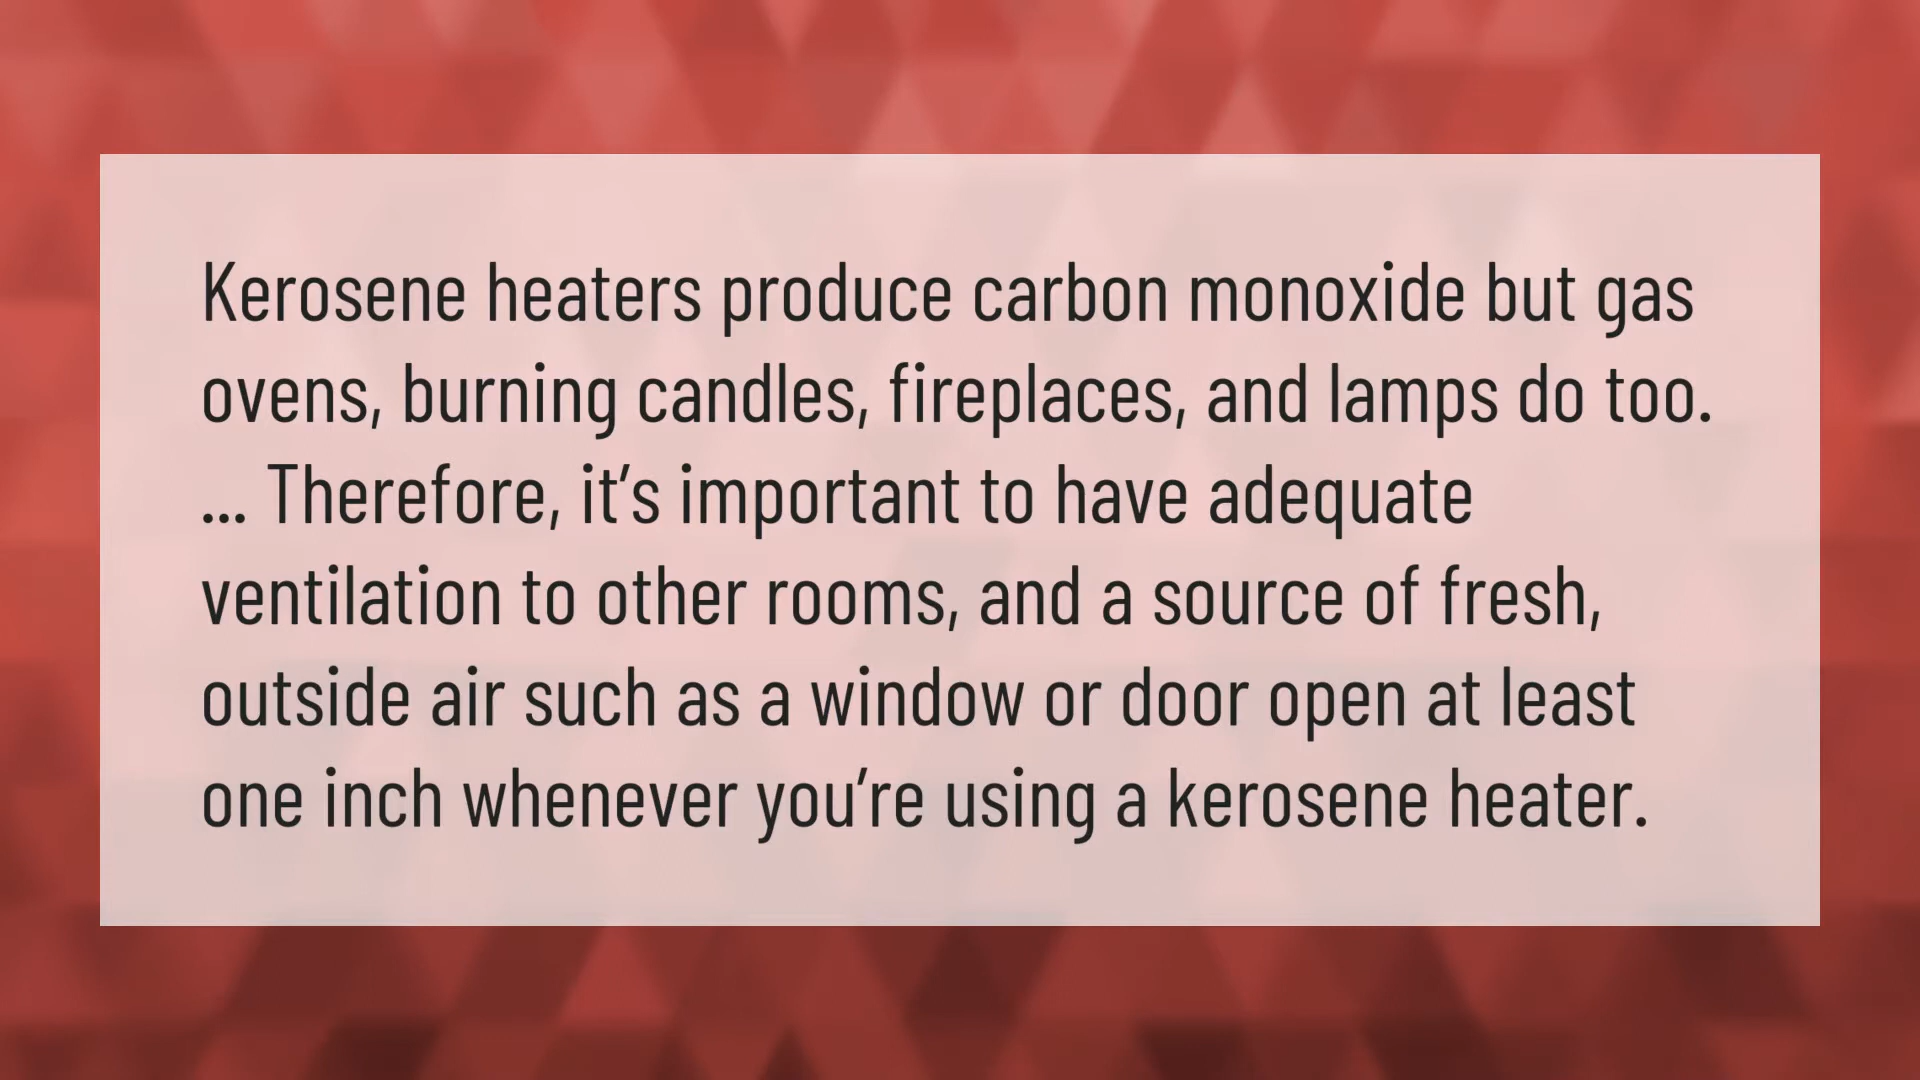 Kerosene heaters produce carbon monoxide but gas
ovens, burning candles, fireplaces, and lamps do too.
... Therefore, it’s important to have adequate
ventilation to other rooms, and a source of fresh,
outside air such as a window or door open at least
one inch whenever you’re using a kerosene heater.